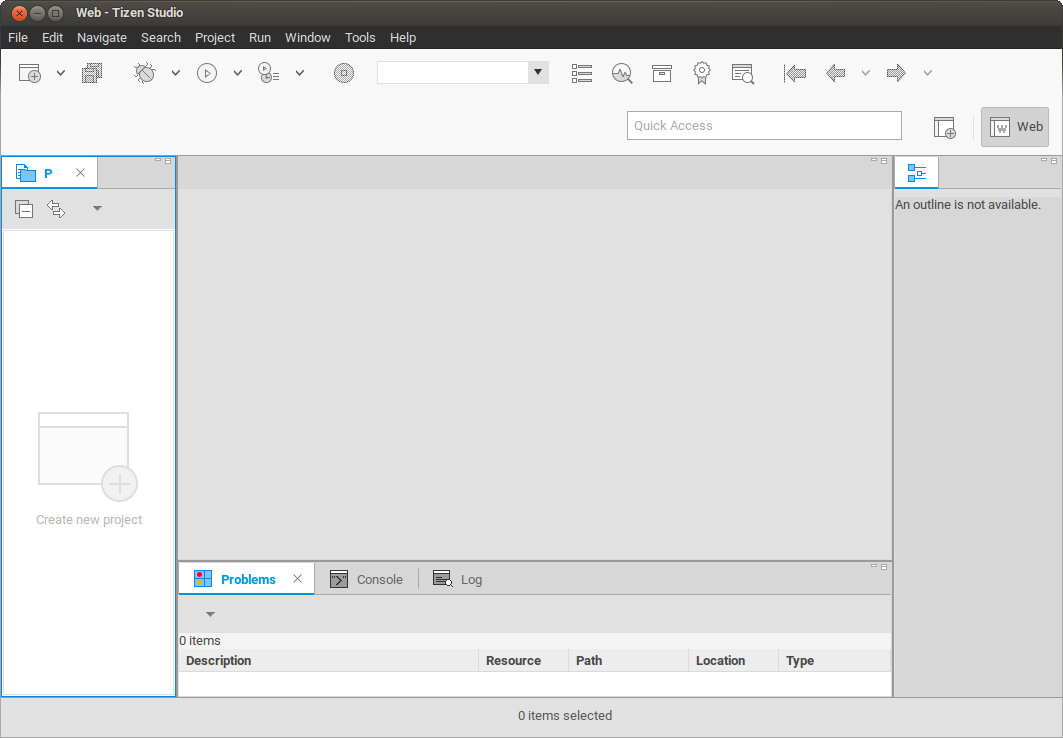 Web - Tizen Studio
File Edit Navigate Search Project Run Window Tools Help
Quick Access
W Web
P
An outline is not available.
Create new project
Problems Console Log
0 items
Description Resource Path Location Type
0 items selected